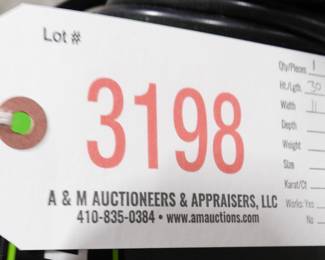 Lot #
3198
A & M AUCTIONEERS & APPRAISERS, LLC
410-835-0384 • www.amauctions.com
Qty/Pieces 1
Ht./Lgth. 30
Width 11
Depth
Weight
Size
Karat/Ct
Works: Yes
No